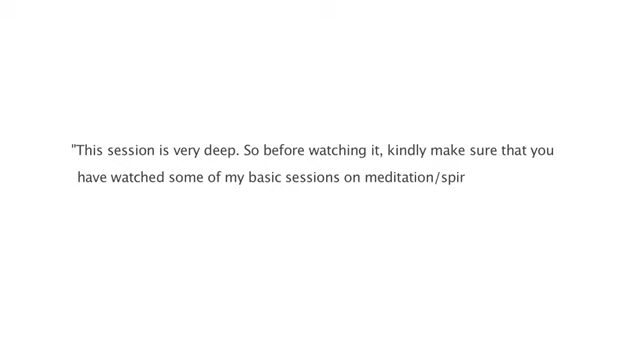 "This session is very deep. So before watching it, kindly make sure that you
have watched some of my basic sessions on meditation/spir